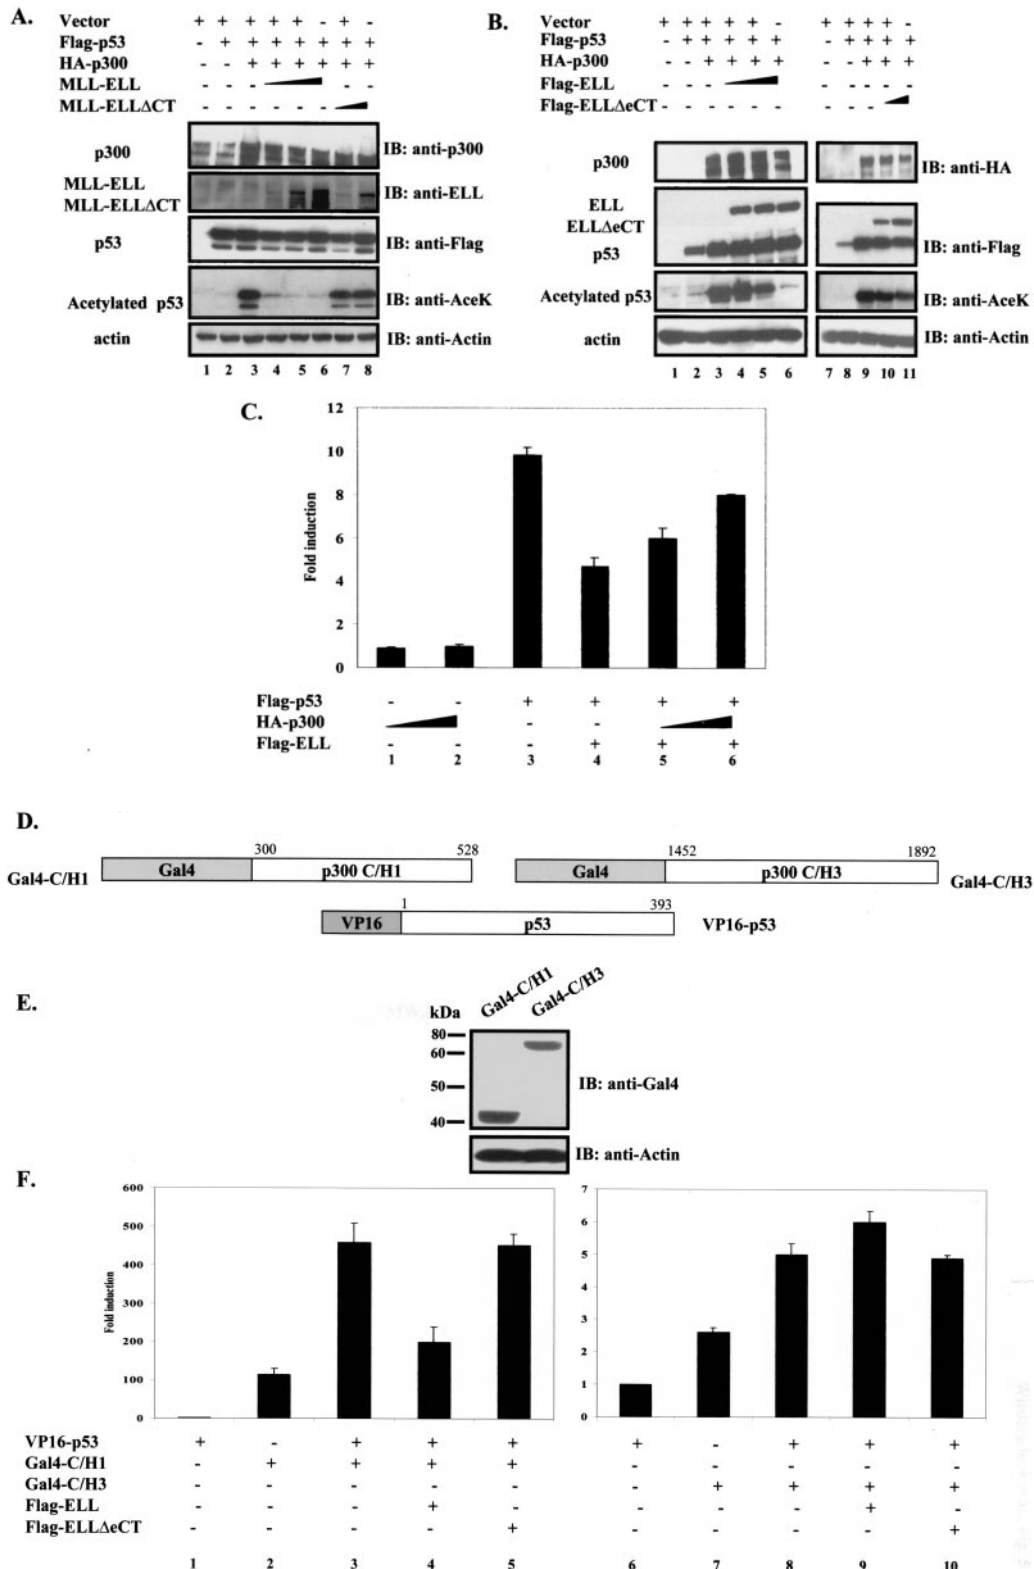 A.
Vector + + + + + - + -
Flag-p53 - + + + + + + +
HA-p300 - - + + + + + +
MLL-ELL - - - - -
MLL-ELLΔCT - - - - - -
p300 IB: anti-p300
MLL-ELL
MLL-ELLΔCT IB: anti-ELL
p53 IB: anti-Flag
Acetylated p53 IB: anti-AceK
actin IB: anti-Actin
1 2 3 4 5 6 7 8
B.
Vector + + + + + - + + + + -
Flag-p53 - + + + + + - + + + +
HA-p300 - - + + + + - - + + +
Flag-ELL - - - - - - - -
Flag-ELLΔeCT - - - - - - - - -
p300 IB: anti-HA
ELL
ELLΔeCT
p53 IB: anti-Flag
Acetylated p53 IB: anti-AceK
actin IB: anti-Actin
1 2 3 4 5 6 7 8 9 10 11
C.
12
10
8
6
4
2
0
Fold induction
Flag-p53 - - + + + +
HA-p300 - -
Flag-ELL - - - + + +
1 2 3 4 5 6
D.
300 528 1452 1892
Gal4-C/H1 Gal4 p300 C/H1 Gal4 p300 C/H3 Gal4-C/H3
1 393
VP16 p53 VP16-p53
E.
kDa Gal4-C/H1 Gal4-C/H3
80
60
50
40
IB: anti-Gal4
IB: anti-Actin
F.
600
500
400
300
200
100
0
Fold induction
7
6
5
4
3
2
1
0
VP16-p53 + - + + + + - + + +
Gal4-C/H1 - + + + + - - - - -
Gal4-C/H3 - - - - - - + + + +
Flag-ELL - - - + - - - - + -
Flag-ELLΔeCT - - - - + - - - - +
1 2 3 4 5 6 7 8 9 10